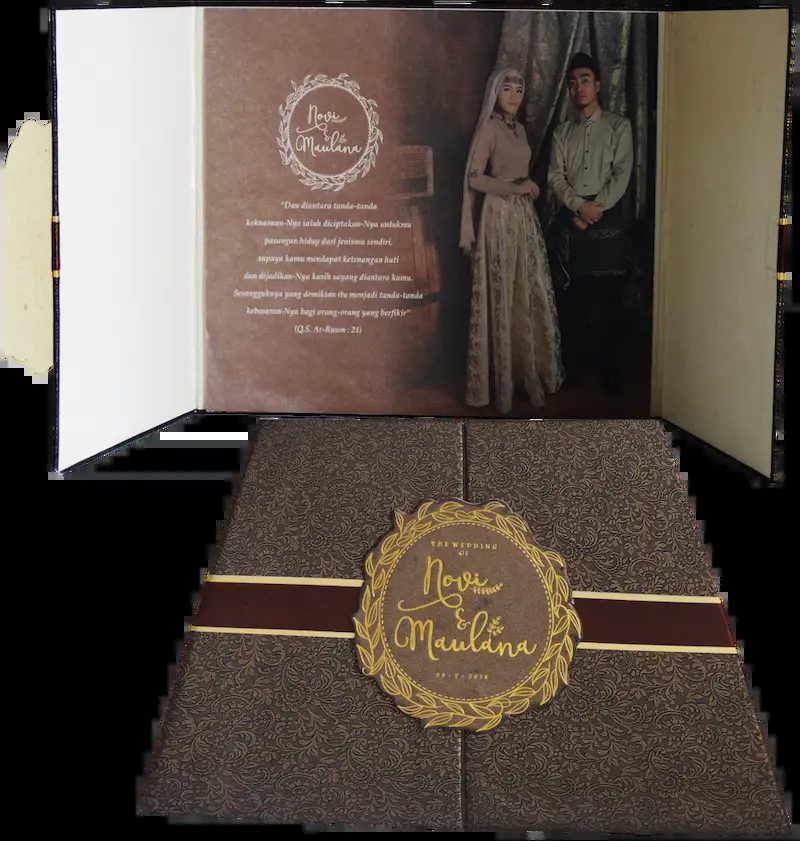 Novi
&
Maulana
"Dan diantara tanda-tanda
kekuasaan-Nya ialah diciptakan-Nya untukmu
pasangan hidup dari jenismu sendiri,
supaya kamu mendapat ketenangan hati
dan dijadikan-Nya kasih sayang diantara kamu.
Sesungguhnya yang demikian itu menjadi tanda-tanda
kebesaran-Nya bagi orang-orang yang berfikir"
(Q.S. Ar-Ruum : 21)
THE WEDDING
OF
Novi
&
Maulana